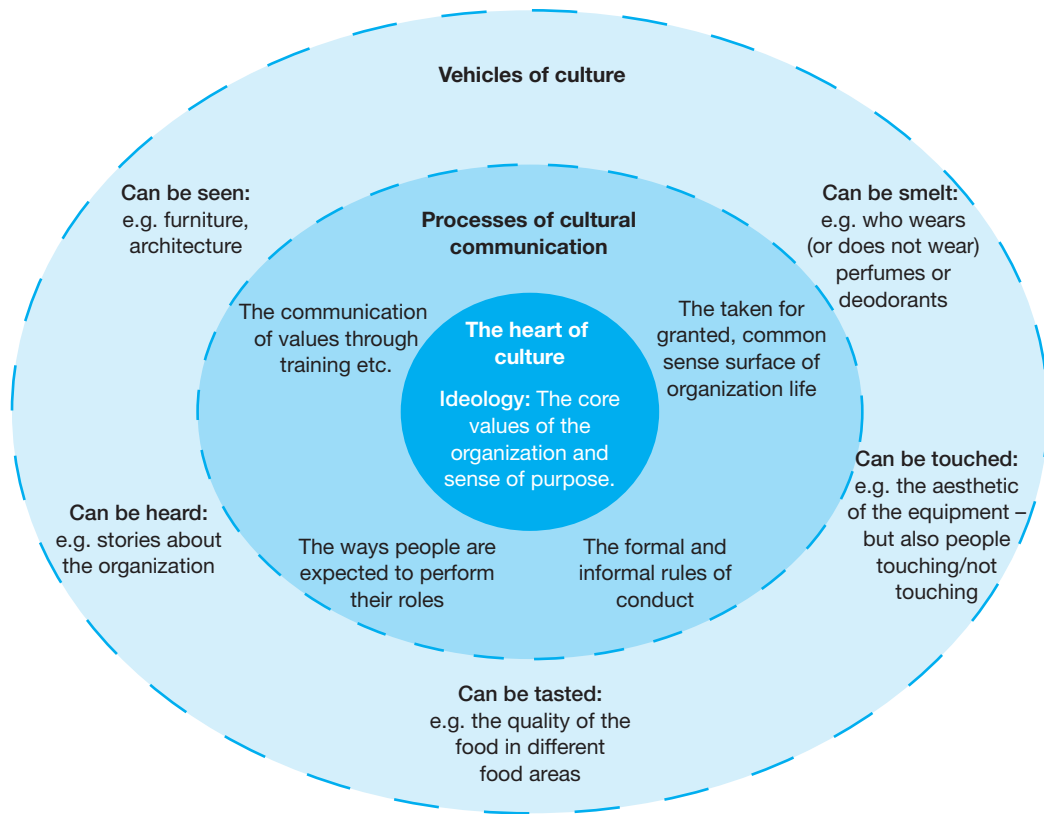 Vehicles of culture
Can be seen:
e.g. furniture,
architecture
Can be smelt:
e.g. who wears
(or does not wear)
perfumes or
deodorants
Processes of cultural
communication
The communication
of values through
training etc.
The taken for
granted, common
sense surface of
organization life
The heart of
culture
Ideology: The core
values of the
organization and
sense of purpose.
Can be heard:
e.g. stories about
the organization
Can be touched:
e.g. the aesthetic
of the equipment –
but also people
touching/not
touching
The ways people are
expected to perform
their roles
The formal and
informal rules of
conduct
Can be tasted:
e.g. the quality of the
food in different
food areas